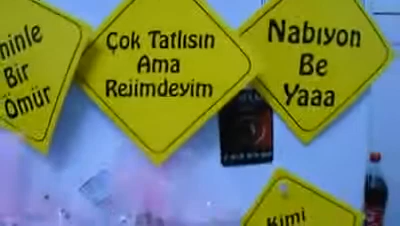 minle
Bir
Ömür
Çok Tatlısın
Ama
Rejimdeyim
Nabıyon
Be
Yaaa
Kimi